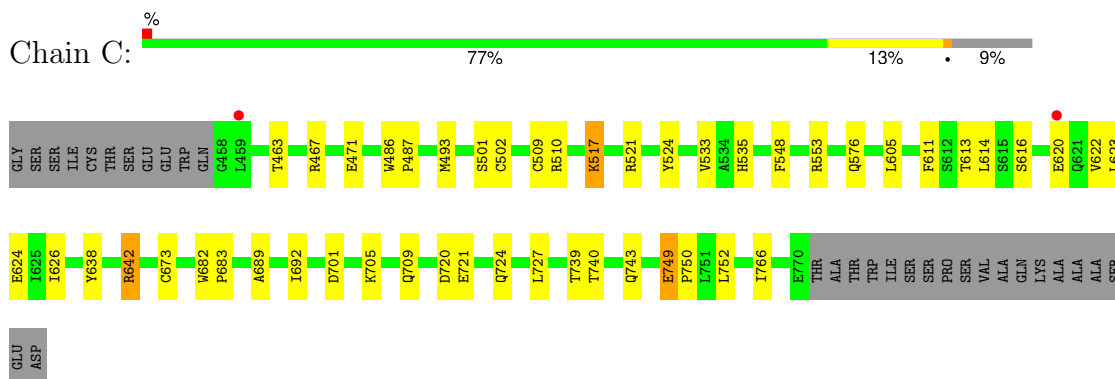 %
Chain C:
77% 13% • 9%
GLY SER SER ILE CYS THR SER GLU GLU TRP GLN G458 L459 T463 R467 E471 W486 P487 M493 S501 C502 C509 R510 K517 R521 Y524 V533 A534 H535 F548 R553 Q576 L605 F611 S612 T613 L614 S615 S616 E620 Q621 V622 L623
E624 I625 I626 Y638 R642 C673 W682 P683 A689 I692 D701 K705 Q709 D720 E721 Q724 L727 T739 T740 Q743 E749 P750 L751 L752 I766 E770 THR ALA THR TRP ILE SER SER PRO SER VAL ALA GLN LYS ALA ALA ALA SER
GLU ASP